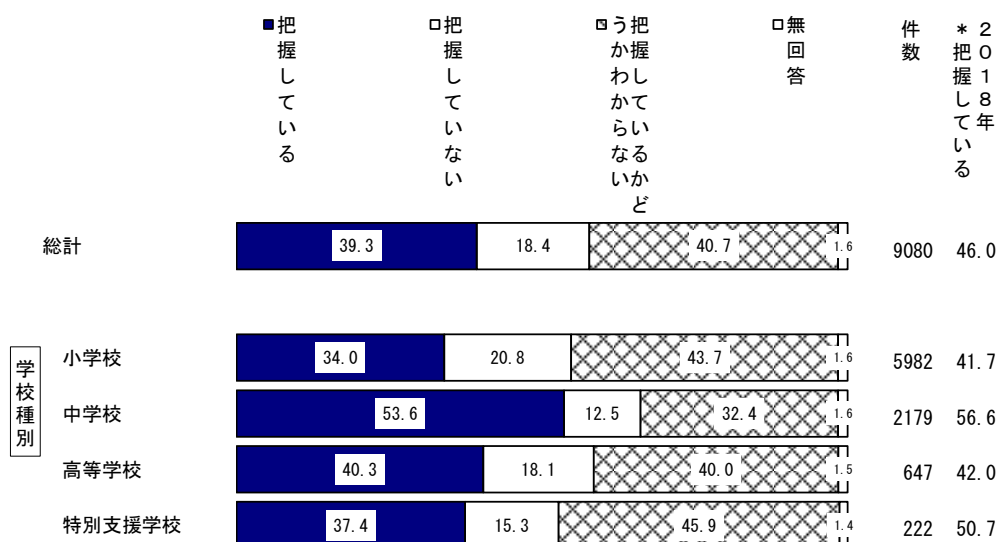 ■把握している
□把握していない
把握しているかど
うかわからない
□無回答
件数
2018年
*把握している
総計 39.3 18.4 40.7 1.6 9080 46.0
学校種別
小学校 34.0 20.8 43.7 1.6 5982 41.7
中学校 53.6 12.5 32.4 1.6 2179 56.6
高等学校 40.3 18.1 40.0 1.5 647 42.0
特別支援学校 37.4 15.3 45.9 1.4 222 50.7